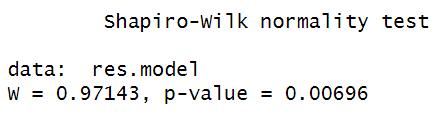 Shapiro-Wilk normality test
data:  res.model
W = 0.97143, p-value = 0.00696